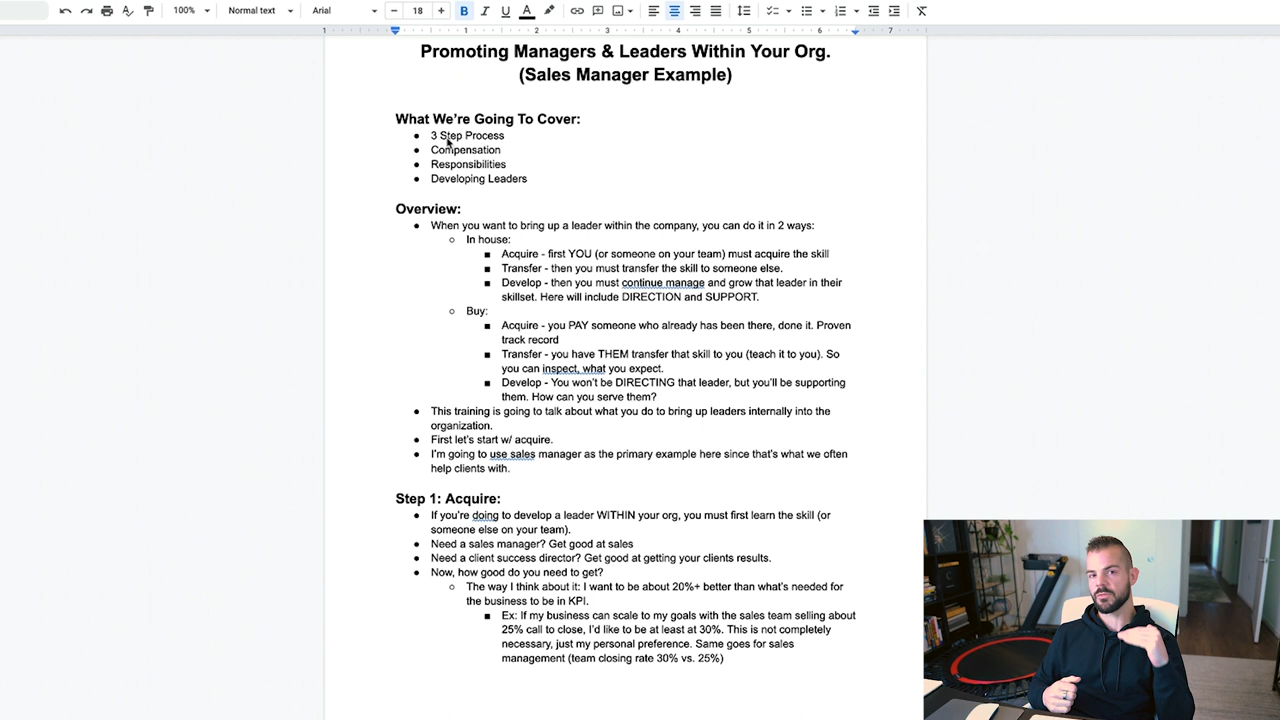 100% Normal text Arial 18 B I U A
1 1 2 3 4 5 6 7
Promoting Managers & Leaders Within Your Org.
(Sales Manager Example)
What We're Going To Cover:
● 3 Step Process
● Compensation
● Responsibilities
● Developing Leaders
Overview:
● When you want to bring up a leader within the company, you can do it in 2 ways:
○ In house:
■ Acquire - first YOU (or someone on your team) must acquire the skill
■ Transfer - then you must transfer the skill to someone else.
■ Develop - then you must continue manage and grow that leader in their
skillset. Here will include DIRECTION and SUPPORT.
○ Buy:
■ Acquire - you PAY someone who already has been there, done it. Proven
track record
■ Transfer - you have THEM transfer that skill to you (teach it to you). So
you can inspect, what you expect.
■ Develop - You won't be DIRECTING that leader, but you'll be supporting
them. How can you serve them?
● This training is going to talk about what you do to bring up leaders internally into the
organization.
● First let's start w/ acquire.
● I'm going to use sales manager as the primary example here since that's what we often
help clients with.
Step 1: Acquire:
● If you're doing to develop a leader WITHIN your org, you must first learn the skill (or
someone else on your team).
● Need a sales manager? Get good at sales
● Need a client success director? Get good at getting your clients results.
● Now, how good do you need to get?
○ The way I think about it: I want to be about 20%+ better than what's needed for
the business to be in KPI.
■ Ex: If my business can scale to my goals with the sales team selling about
25% call to close, I'd like to be at least at 30%. This is not completely
necessary, just my personal preference. Same goes for sales
management (team closing rate 30% vs. 25%)